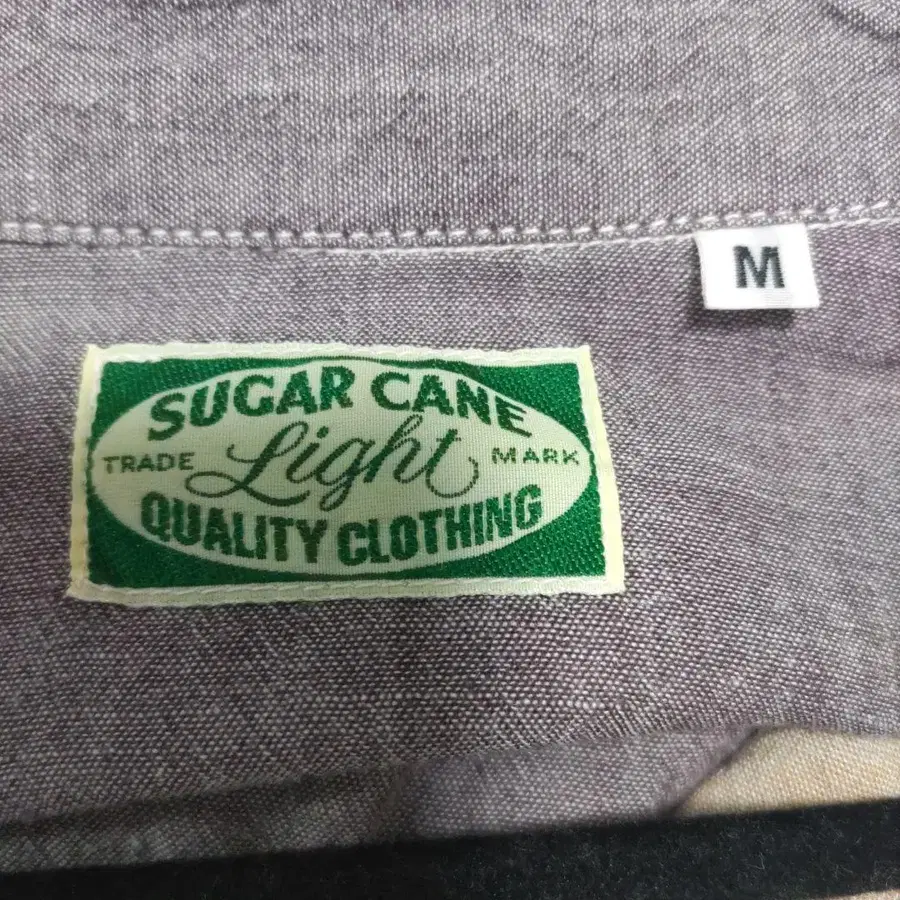 M
SUGAR CANE
TRADE Light MARK
QUALITY CLOTHING